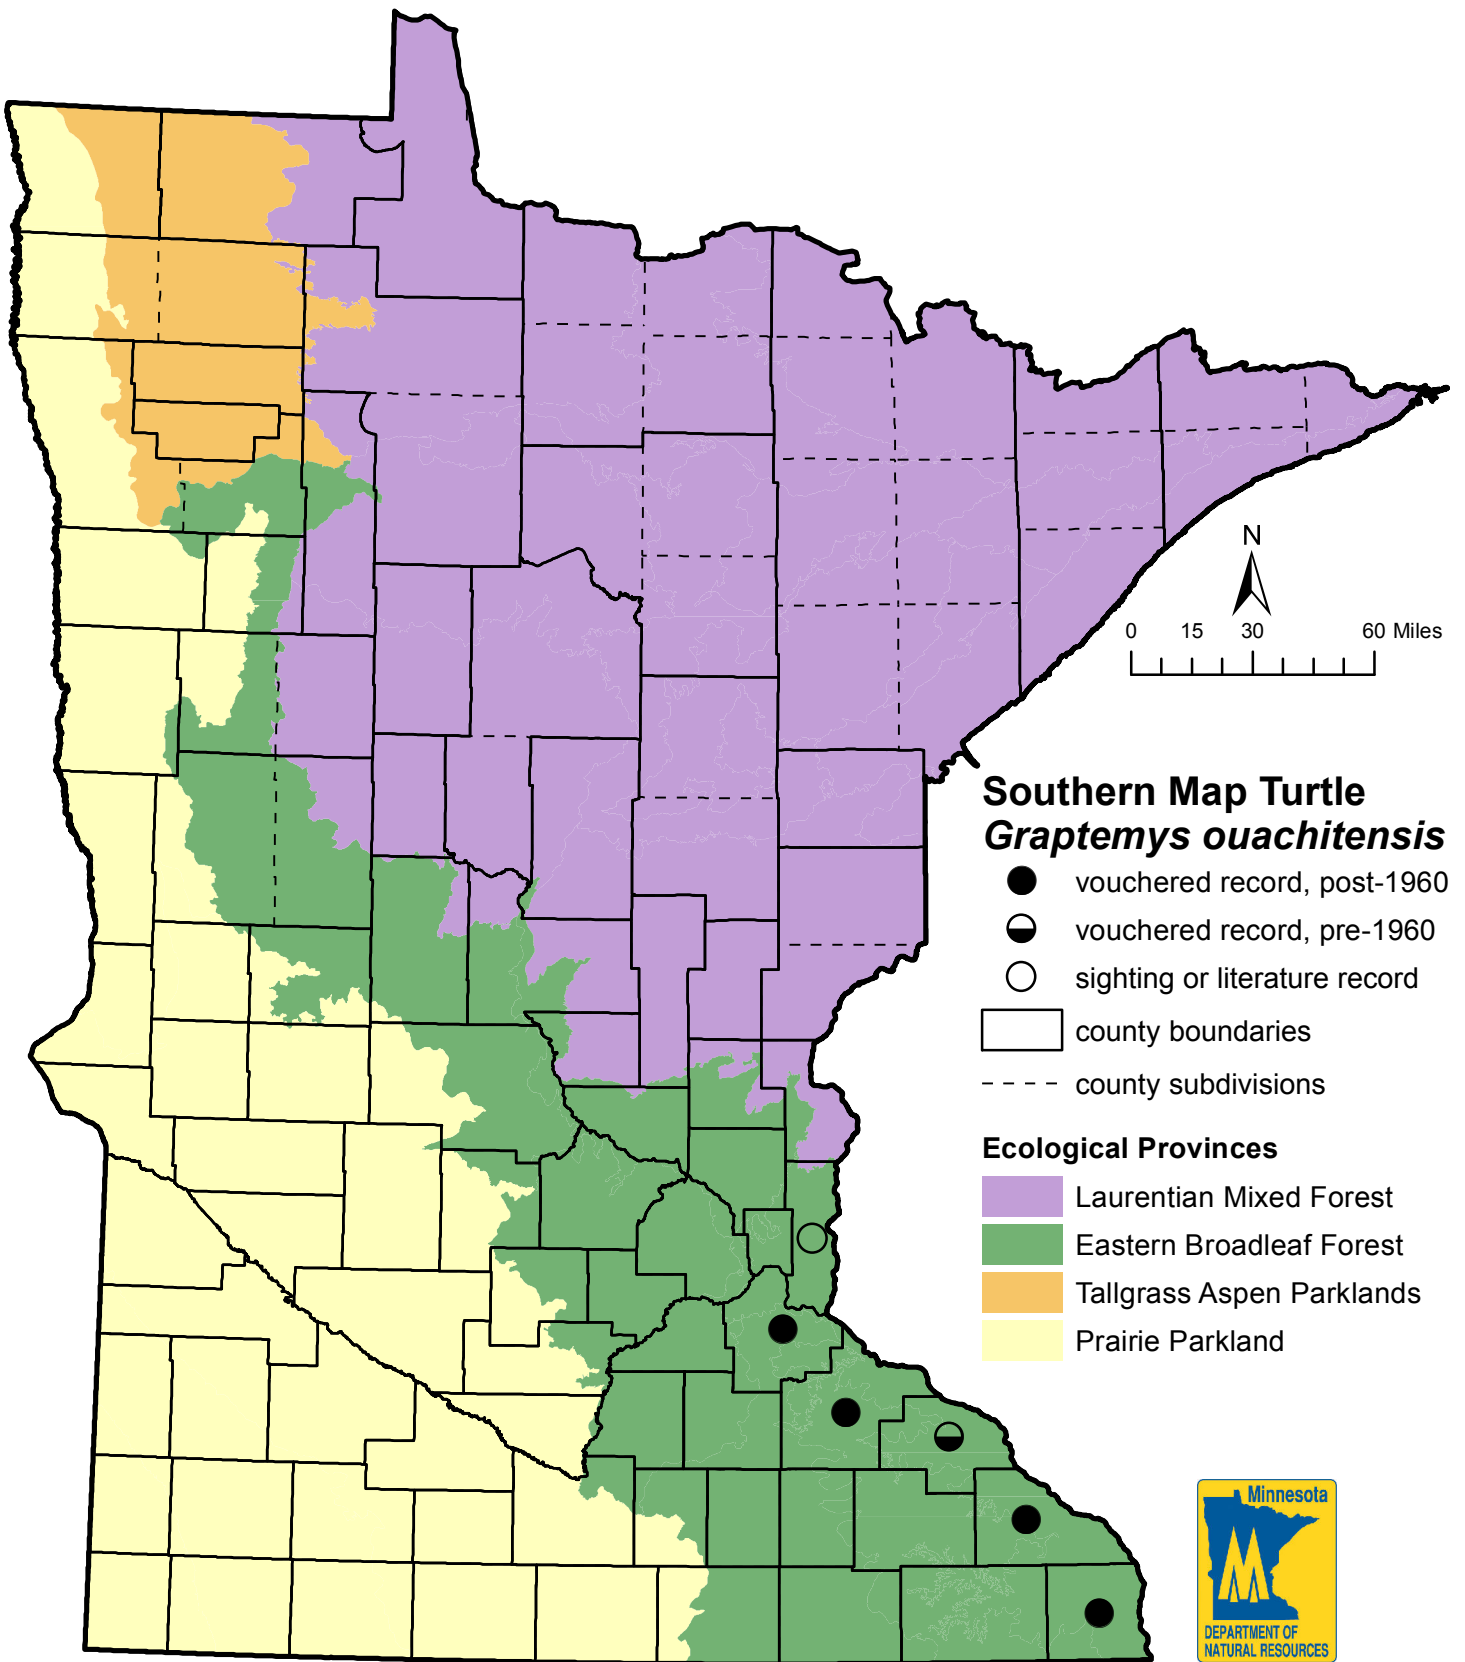 N
0 15 30 60 Miles
Southern Map Turtle
Graptemys ouachitensis
vouchered record, post-1960
vouchered record, pre-1960
sighting or literature record
county boundaries
county subdivisions
Ecological Provinces
Laurentian Mixed Forest
Eastern Broadleaf Forest
Tallgrass Aspen Parklands
Prairie Parkland
Minnesota
DEPARTMENT OF
NATURAL RESOURCES